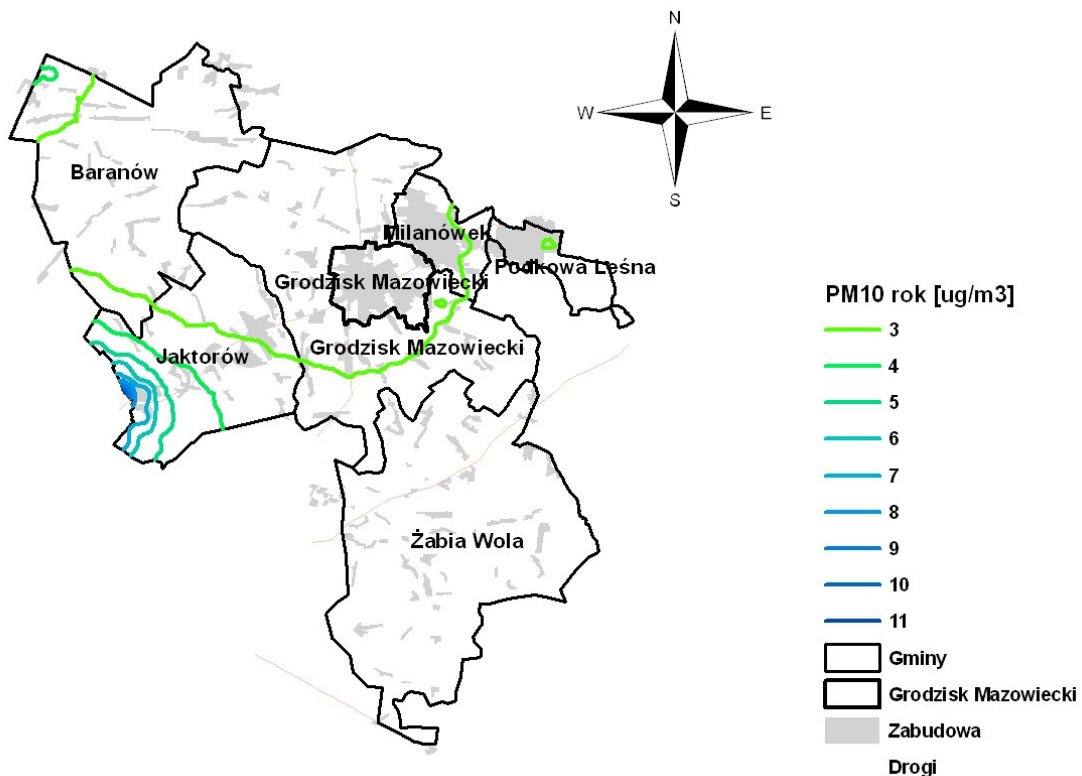 N
W E
S
Baranów
Milanówek
Podkowa Leśna
Grodzisk Mazowiecki
Grodzisk Mazowiecki
Jaktorów
Żabia Wola
PM10 rok [ug/m3]
3
4
5
6
7
8
9
10
11
Gminy
Grodzisk Mazowiecki
Zabudowa
Drogi